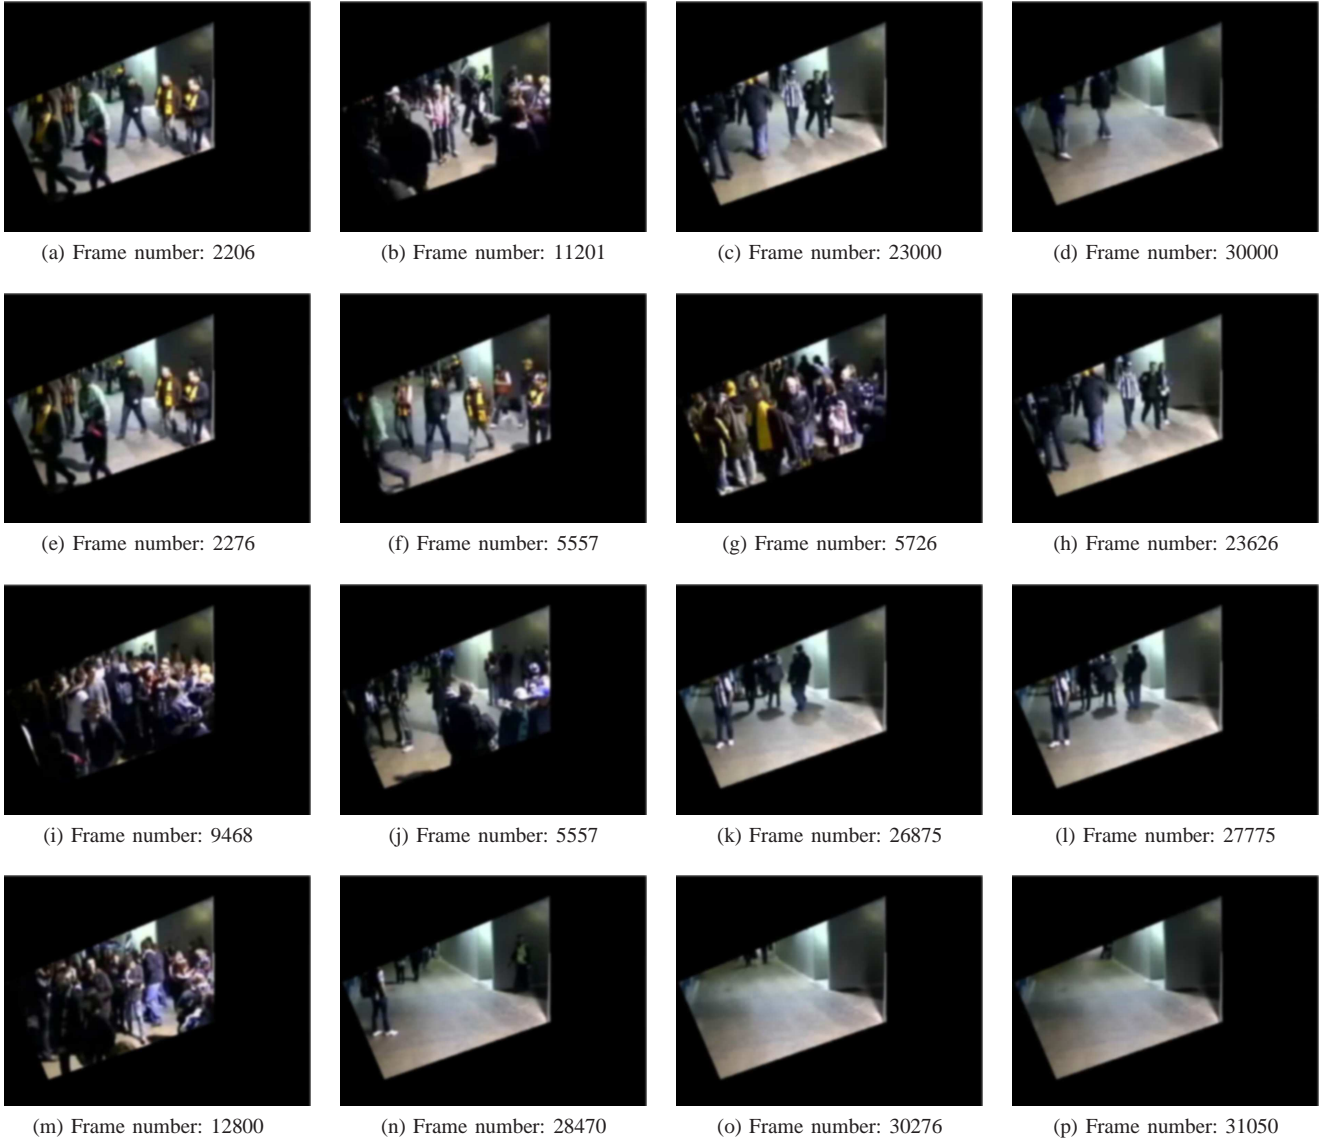 (a) Frame number: 2206
(b) Frame number: 11201
(c) Frame number: 23000
(d) Frame number: 30000
(e) Frame number: 2276
(f) Frame number: 5557
(g) Frame number: 5726
(h) Frame number: 23626
(i) Frame number: 9468
(j) Frame number: 5557
(k) Frame number: 26875
(l) Frame number: 27775
(m) Frame number: 12800
(n) Frame number: 28470
(o) Frame number: 30276
(p) Frame number: 31050